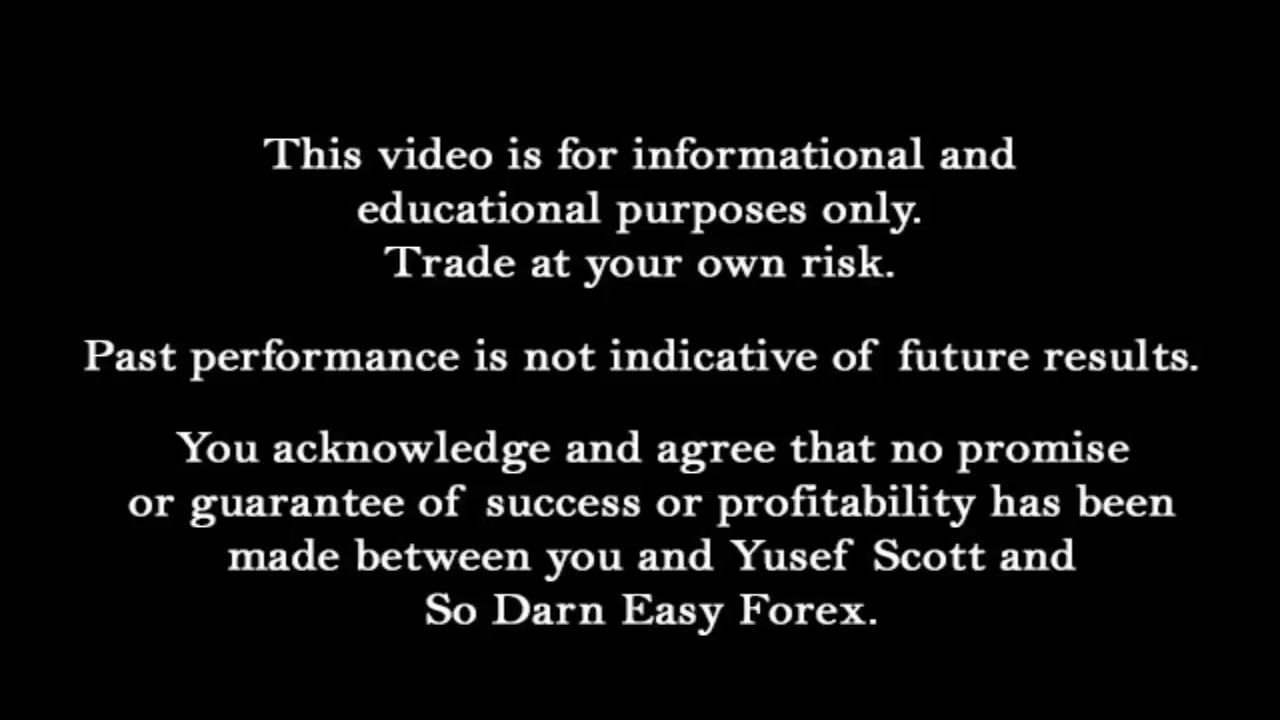 This video is for informational and
educational purposes only.
Trade at your own risk.
Past performance is not indicative of future results.
You acknowledge and agree that no promise
or guarantee of success or profitability has been
made between you and Yusef Scott and
So Darn Easy Forex.